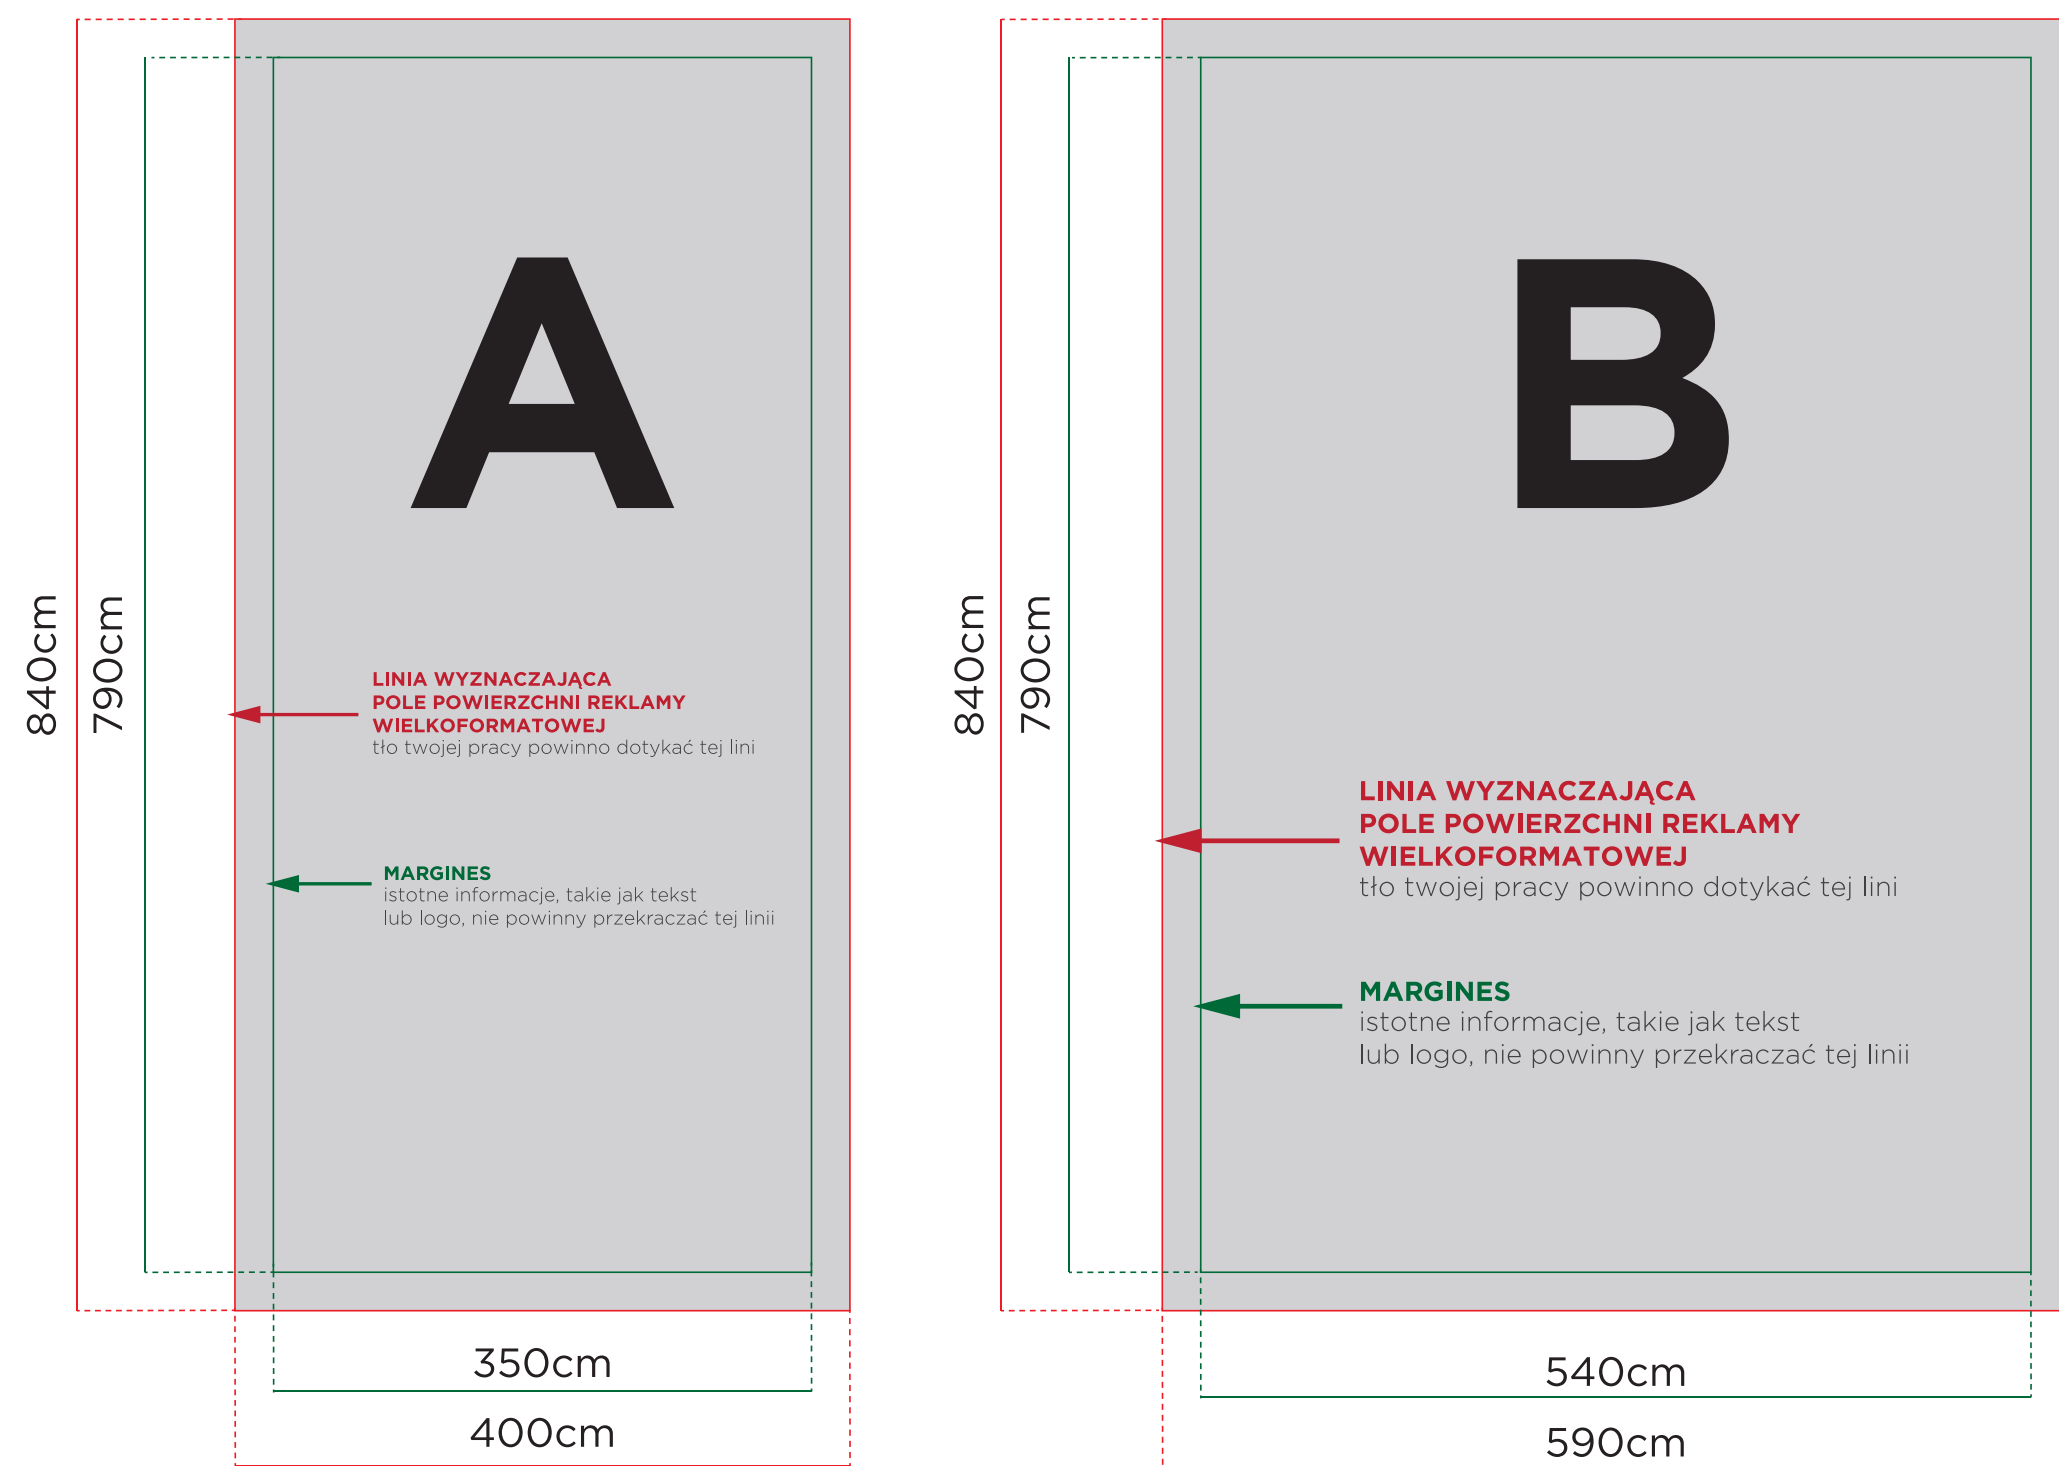 A
840cm
790cm
LINIA WYZNACZAJĄCA
POLE POWIERZCHNI REKLAMY
WIELKOFORMATOWEJ
tło twojej pracy powinno dotykać tej lini
MARGINES
istotne informacje, takie jak tekst
lub logo, nie powinny przekraczać tej linii
350cm
400cm
B
840cm
790cm
LINIA WYZNACZAJĄCA
POLE POWIERZCHNI REKLAMY
WIELKOFORMATOWEJ
tło twojej pracy powinno dotykać tej lini
MARGINES
istotne informacje, takie jak tekst
lub logo, nie powinny przekraczać tej linii
540cm
590cm